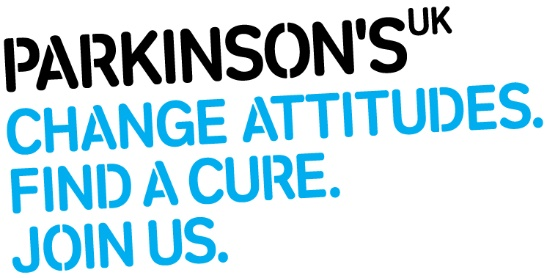 PARKINSON'S UK
CHANGE ATTITUDES.
FIND A CURE.
JOIN US.